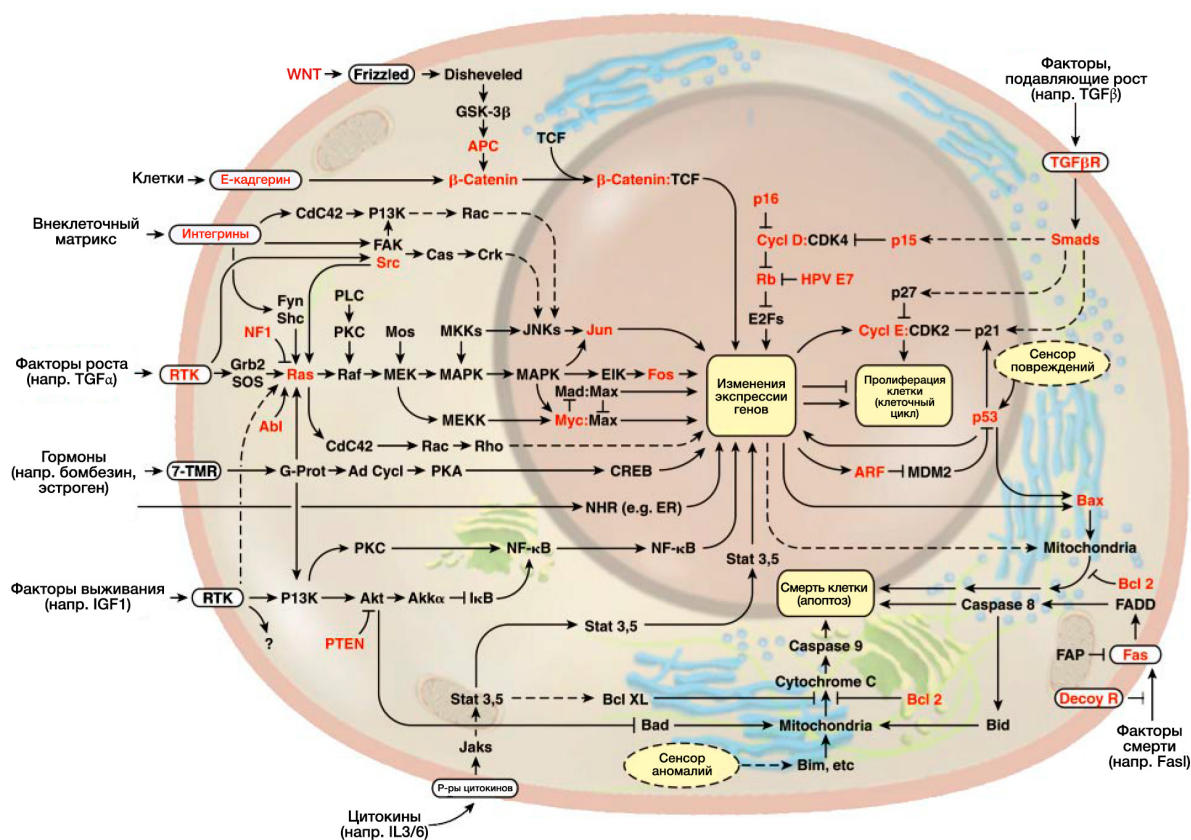 Факторы,
подавляющие рост
(напр. TGFβ)
WNT
Frizzled
Disheveled
GSK-3β
APC
TCF
TGFβR
Клетки
Е-кадгерин
β-Catenin
β-Catenin:TCF
p16
Внеклеточный
матрикс
Интегрины
CdC42
P13K
Rac
FAK
Src
Cas
Crk
Cycl D:CDK4
p15
Smads
Rb
HPV E7
Fyn
Shc
PLC
p27
NF1
PKC
Mos
MKKs
JNKs
Jun
E2Fs
Cycl E:CDK2
p21
Факторы роста
(напр. TGFα)
RTK
Grb2
SOS
Ras
Raf
MEK
MAPK
MAPK
EIK
Fos
Сенсор
повреждений
Изменения
экспрессии
генов
Пролиферация
клетки
(клеточный
цикл)
Mad:Max
Abl
MEKK
Myc:Max
p53
CdC42
Rac
Rho
Гормоны
(напр. бомбезин,
эстроген)
7-TMR
G-Prot
Ad Cycl
PKA
CREB
ARF
MDM2
Bax
NHR (e.g. ER)
PKC
NF-κB
NF-κB
Stat 3,5
Mitochondria
Факторы выживания
(напр. IGF1)
RTK
P13K
Akt
Akkα
IκB
Смерть клетки
(апоптоз)
Bcl 2
Caspase 8
FADD
?
PTEN
Stat 3,5
Caspase 9
FAP
Fas
Cytochrome C
Stat 3,5
Bcl XL
Bcl 2
Decoy R
Bad
Mitochondria
Bid
Jaks
Сенсор
аномалий
Bim, etc
Факторы
смерти
(напр. Fasl)
Р-ры цитокинов
Цитокины
(напр. IL3/6)